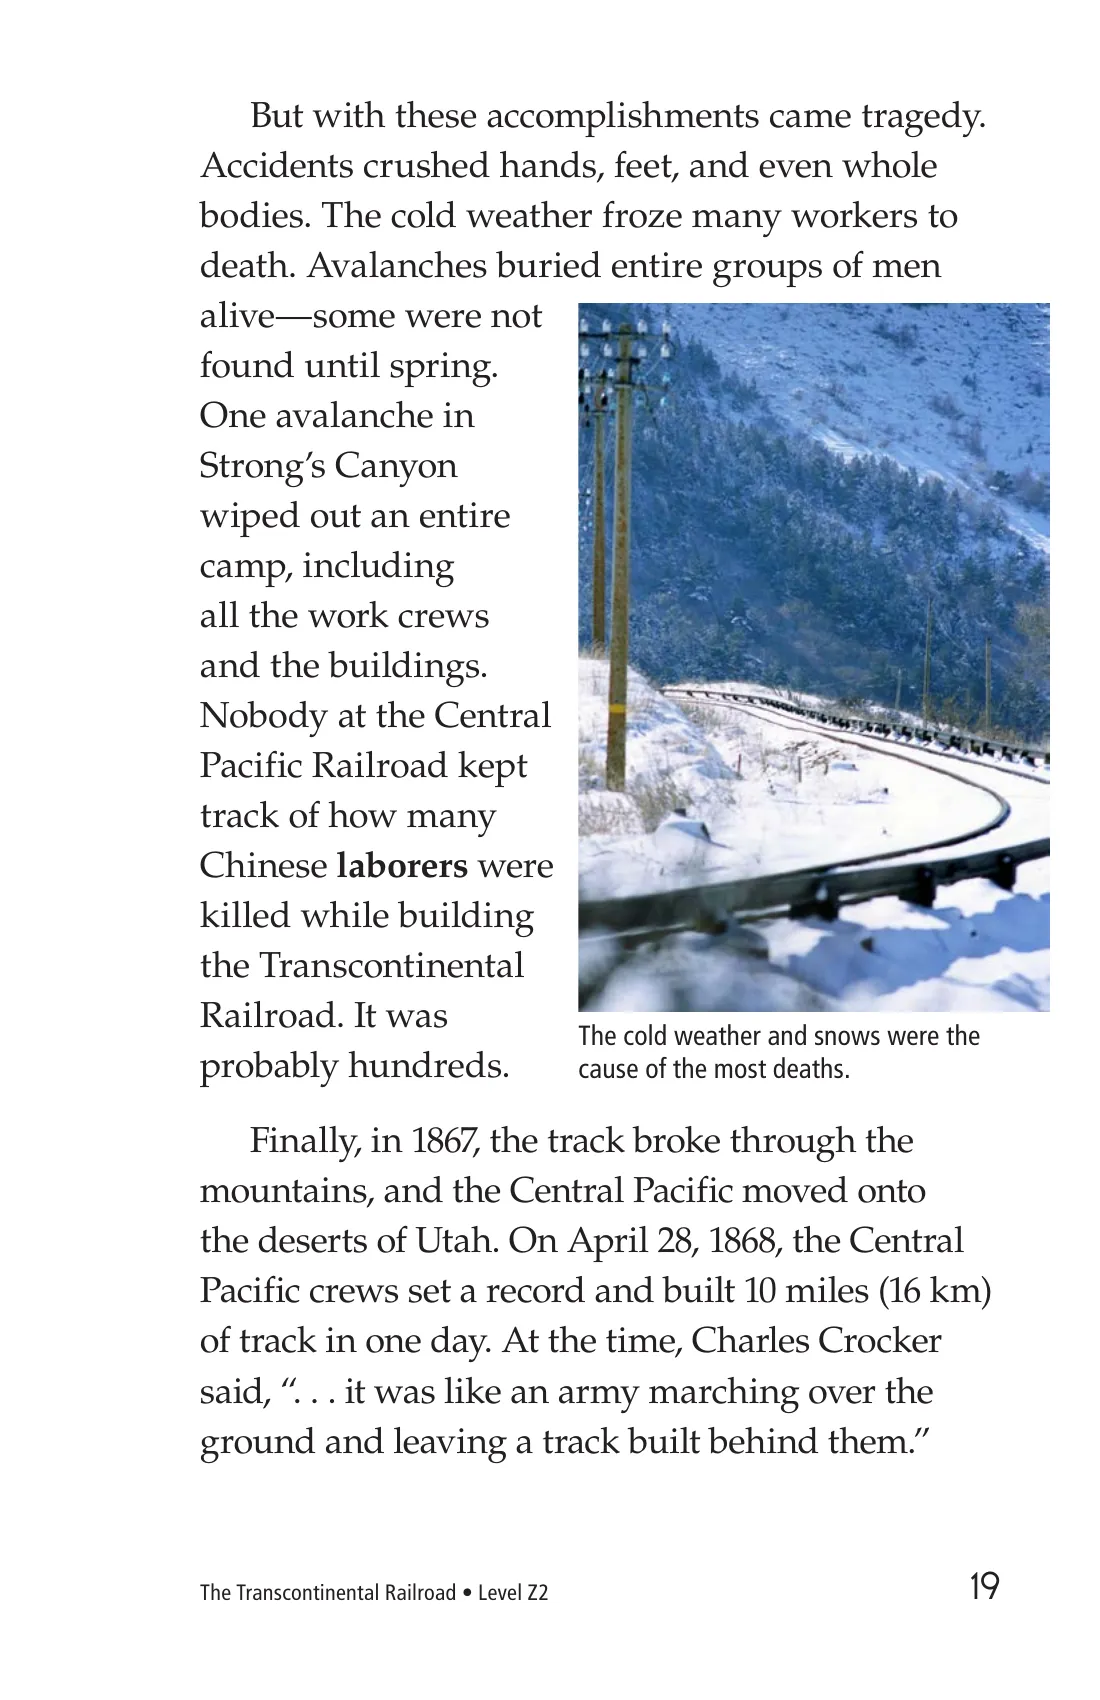 But with these accomplishments came tragedy.
Accidents crushed hands, feet, and even whole
bodies. The cold weather froze many workers to
death. Avalanches buried entire groups of men
alive—some were not
found until spring.
One avalanche in
Strong’s Canyon
wiped out an entire
camp, including
all the work crews
and the buildings.
Nobody at the Central
Pacific Railroad kept
track of how many
Chinese laborers were
killed while building
the Transcontinental
Railroad. It was
probably hundreds.
The cold weather and snows were the
cause of the most deaths.
Finally, in 1867, the track broke through the
mountains, and the Central Pacific moved onto
the deserts of Utah. On April 28, 1868, the Central
Pacific crews set a record and built 10 miles (16 km)
of track in one day. At the time, Charles Crocker
said, “. . . it was like an army marching over the
ground and leaving a track built behind them.”
The Transcontinental Railroad • Level Z2
19